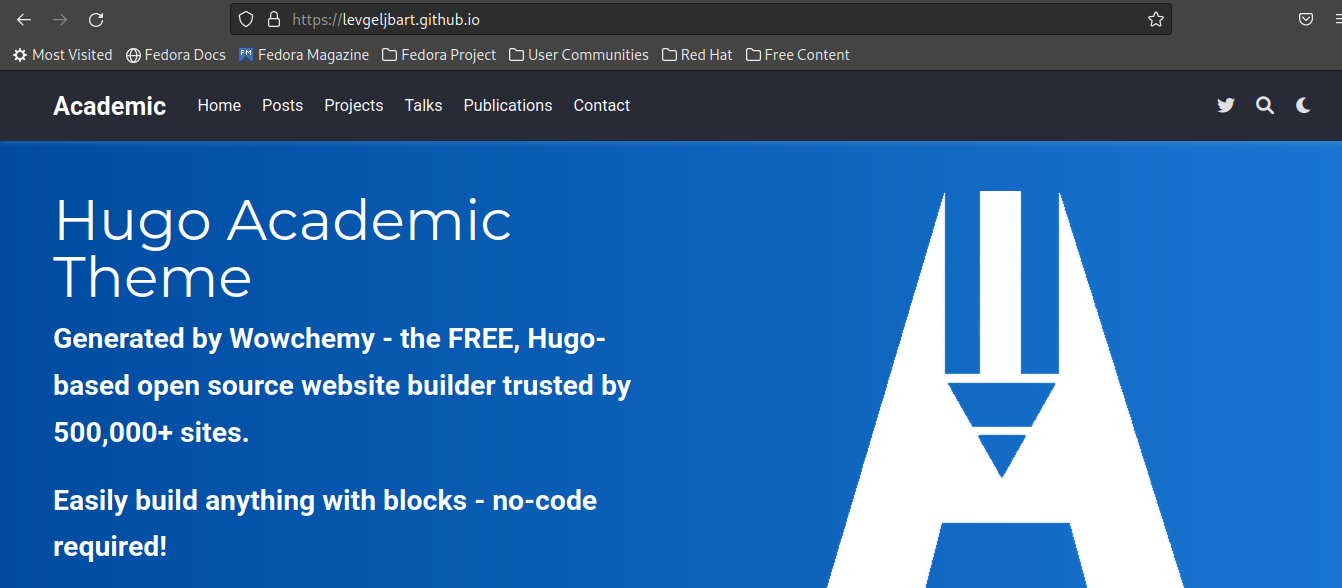 https://levgeljbart.github.io
Most Visited Fedora Docs FM Fedora Magazine Fedora Project User Communities Red Hat Free Content
Academic Home Posts Projects Talks Publications Contact
Hugo Academic
Theme
Generated by Wowchemy - the FREE, Hugo-
based open source website builder trusted by
500,000+ sites.
Easily build anything with blocks - no-code
required!